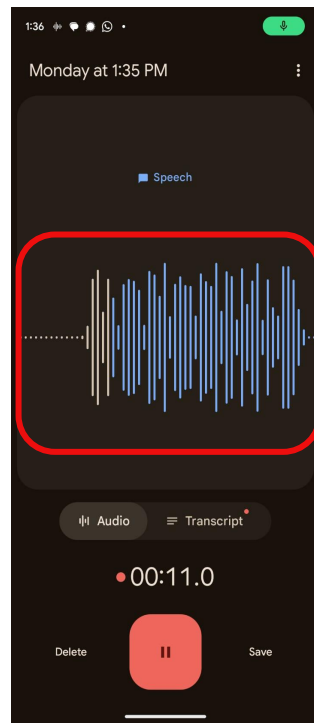 1:36
Monday at 1:35 PM
Speech
Audio Transcript
00:11.0
Delete Save